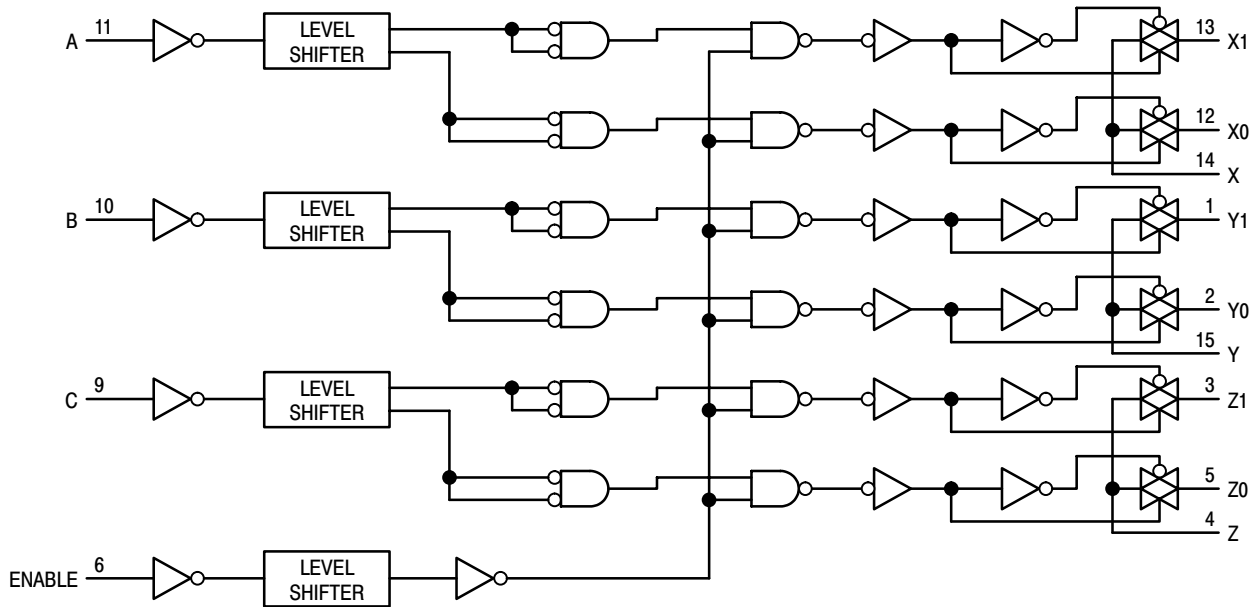 A 11 LEVEL
SHIFTER 13 X1
12 X0
14 X
B 10 LEVEL
SHIFTER 1 Y1
2 Y0
15 Y
C 9 LEVEL
SHIFTER 3 Z1
5 Z0
4 Z
ENABLE 6 LEVEL
SHIFTER